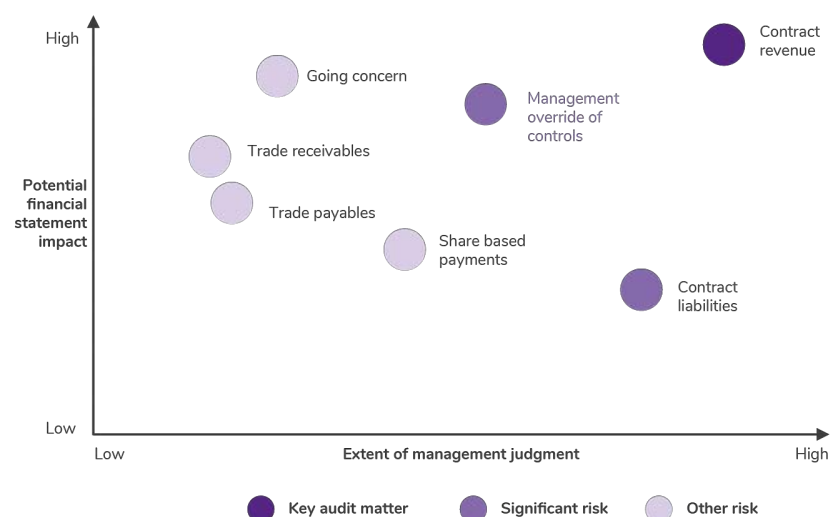 High
Contract
revenue
Going concern
Management
override of
controls
Trade receivables
Potential
financial
statement
impact
Trade payables
Share based
payments
Contract
liabilities
Low
Low
Extent of management judgment
High
Key audit matter
Significant risk
Other risk